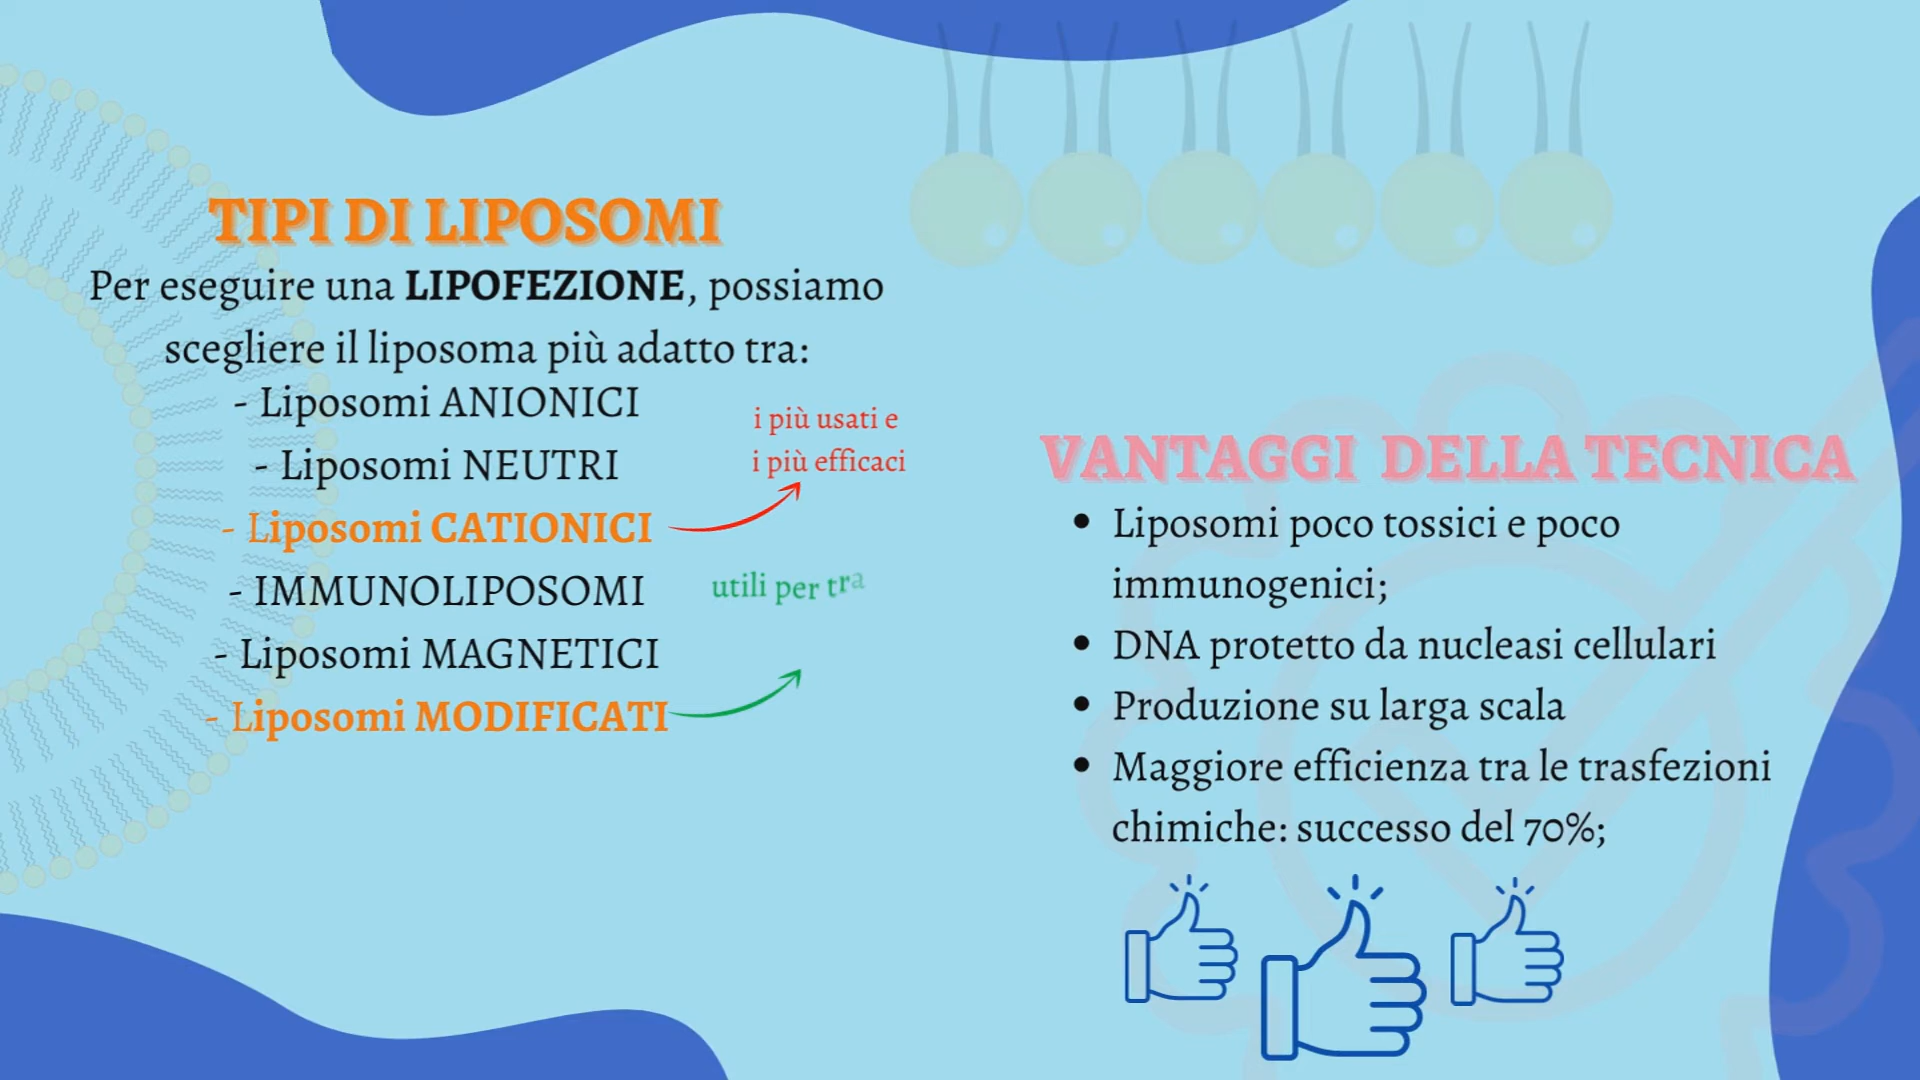 TIPI DI LIPOSOMI
Per eseguire una LIPOFEZIONE, possiamo
scegliere il liposoma più adatto tra:
- Liposomi ANIONICI
- Liposomi NEUTRI
- Liposomi CATIONICI
- IMMUNOLIPOSOMI
- Liposomi MAGNETICI
- Liposomi MODIFICATI
i più usati e
i più efficaci
utili per tra
VANTAGGI DELLA TECNICA
• Liposomi poco tossici e poco
immunogenici;
• DNA protetto da nucleasi cellulari
• Produzione su larga scala
• Maggiore efficienza tra le trasfezioni
chimiche: successo del 70%;